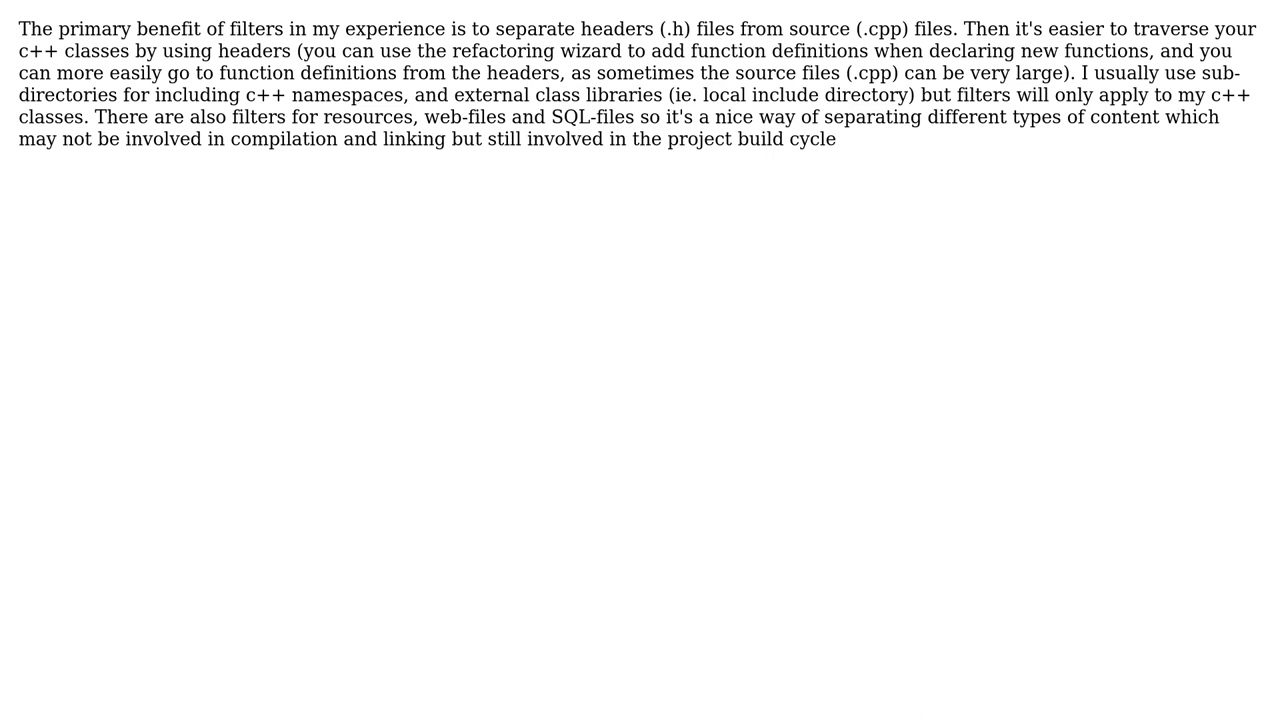 The primary benefit of filters in my experience is to separate headers (.h) files from source (.cpp) files. Then it's easier to traverse your
c++ classes by using headers (you can use the refactoring wizard to add function definitions when declaring new functions, and you
can more easily go to function definitions from the headers, as sometimes the source files (.cpp) can be very large). I usually use sub-
directories for including c++ namespaces, and external class libraries (ie. local include directory) but filters will only apply to my c++
classes. There are also filters for resources, web-files and SQL-files so it's a nice way of separating different types of content which
may not be involved in compilation and linking but still involved in the project build cycle